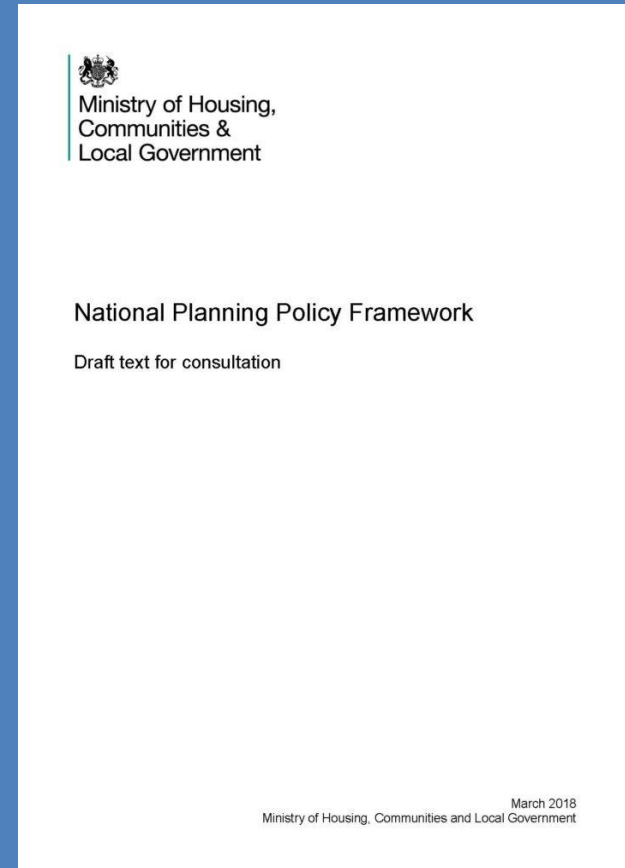 Ministry of Housing,
Communities &
Local Government
National Planning Policy Framework
Draft text for consultation
March 2018
Ministry of Housing, Communities and Local Government